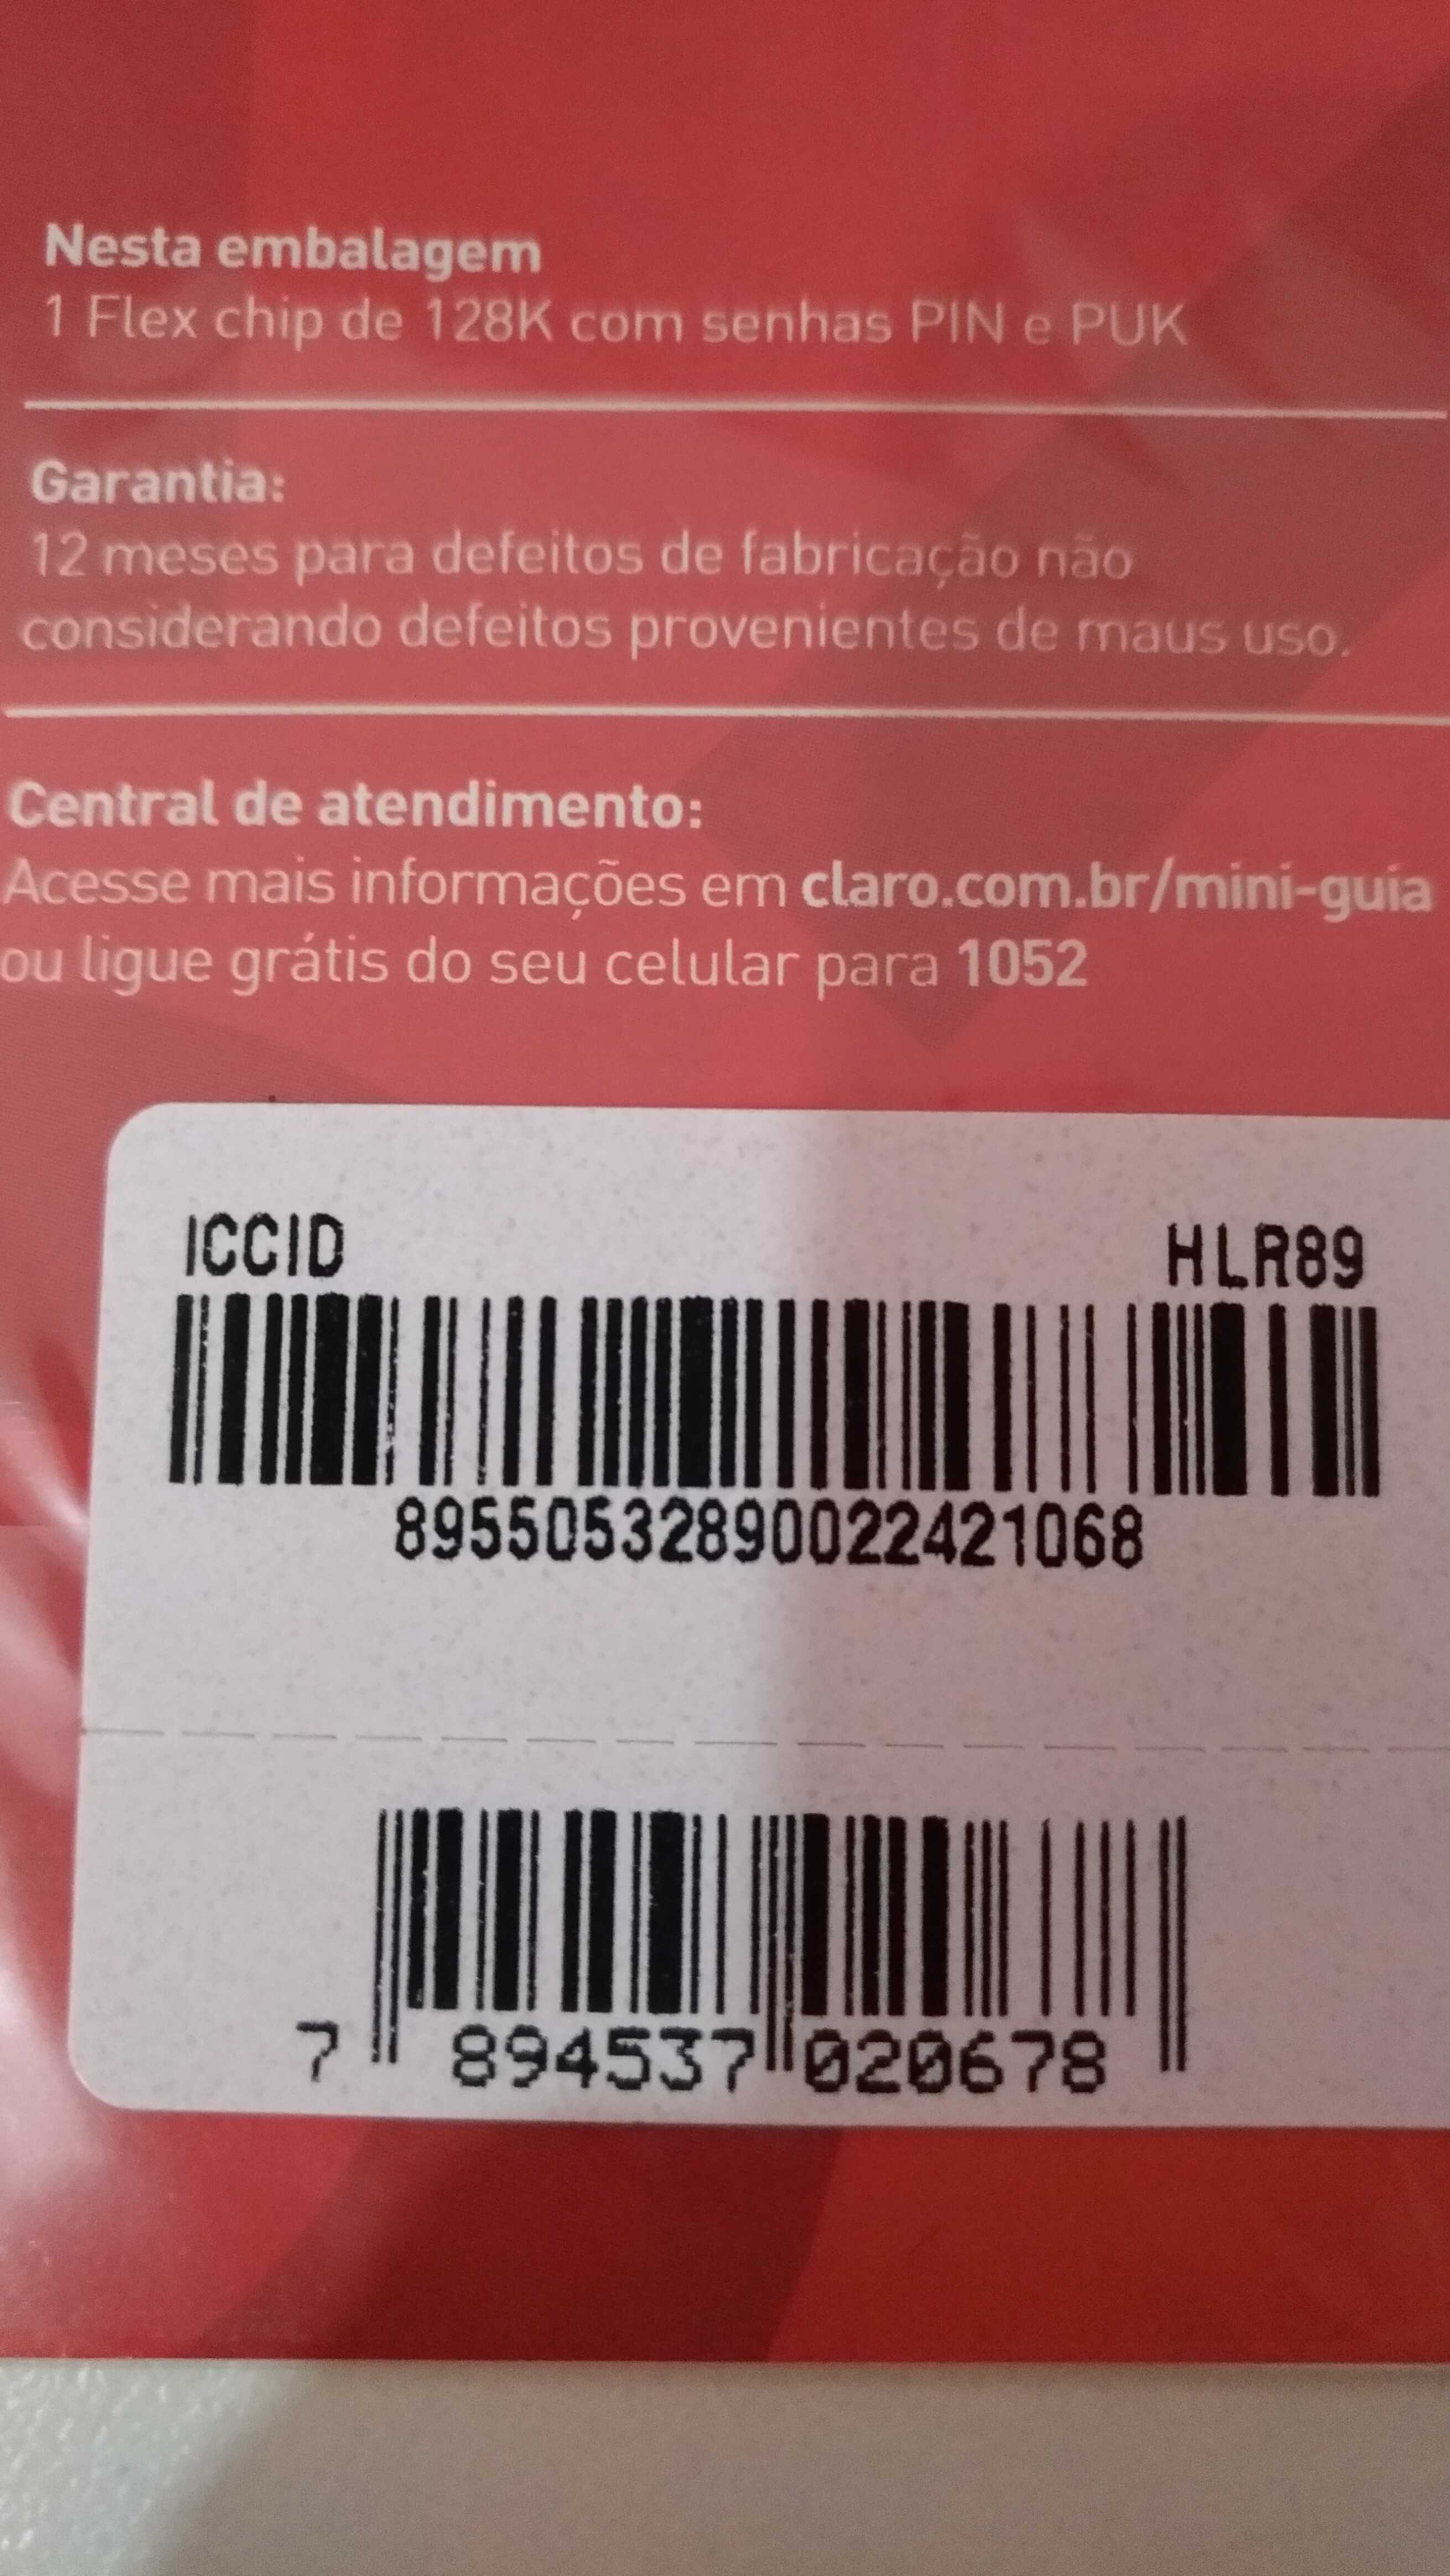 Nesta embalagem
1 Flex chip de 128K com senhas PIN e PUK
Garantia:
12 meses para defeitos de fabricação não
considerando defeitos provenientes de maus uso.
Central de atendimento:
Acesse mais informações em claro.com.br/mini-guia
ou ligue grátis do seu celular para 1052
ICCID HLR89
89550532890022421068
7 894537 020678